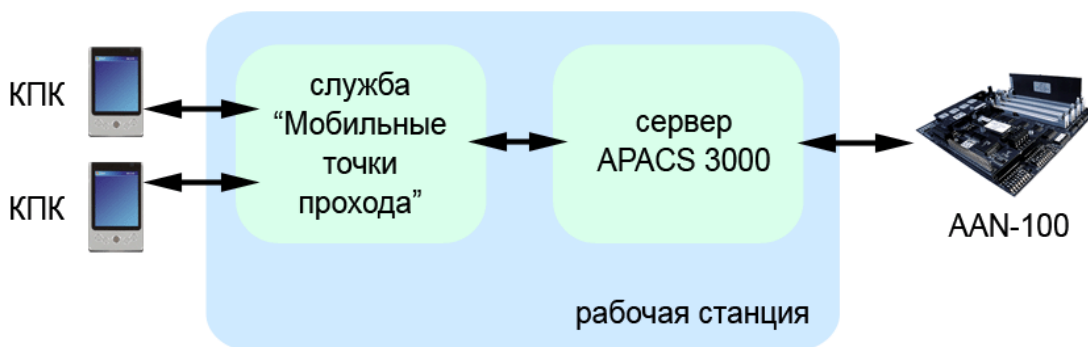 КПК
КПК
служба
“Мобильные
точки
прохода”
сервер
APACS 3000
AAN-100
рабочая станция